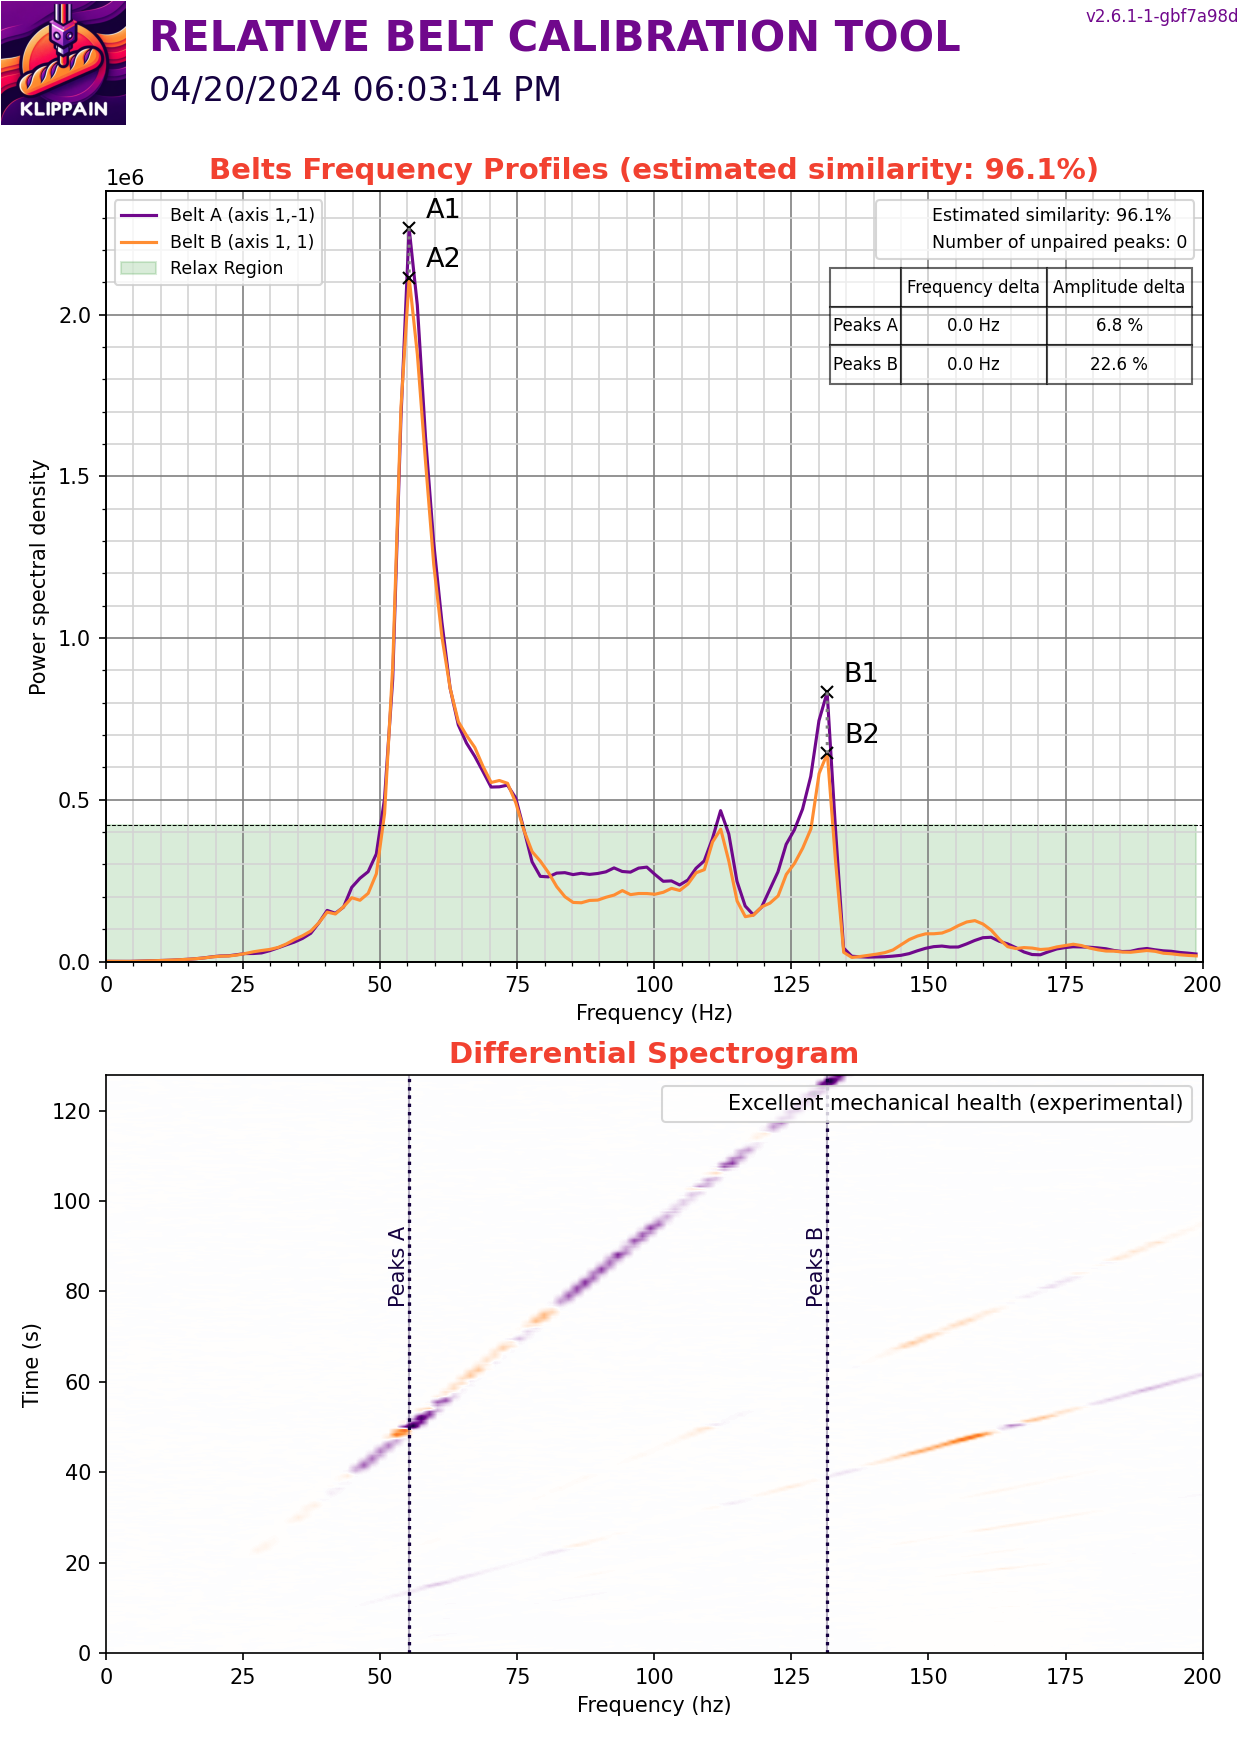 KLIPPAIN
RELATIVE BELT CALIBRATION TOOL
04/20/2024 06:03:14 PM
v2.6.1-1-gbf7a98d
Belts Frequency Profiles (estimated similarity: 96.1%)
1e6
Belt A (axis 1,-1)
Belt B (axis 1, 1)
Relax Region
A1
A2
Estimated similarity: 96.1%
Number of unpaired peaks: 0
Frequency delta Amplitude delta
Peaks A 0.0 Hz 6.8 %
Peaks B 0.0 Hz 22.6 %
B1
B2
2.0
1.5
1.0
0.5
0.0
Power spectral density
0 25 50 75 100 125 150 175 200
Frequency (Hz)
Differential Spectrogram
Excellent mechanical health (experimental)
Peaks A
Peaks B
120
100
80
60
40
20
0
Time (s)
0 25 50 75 100 125 150 175 200
Frequency (hz)